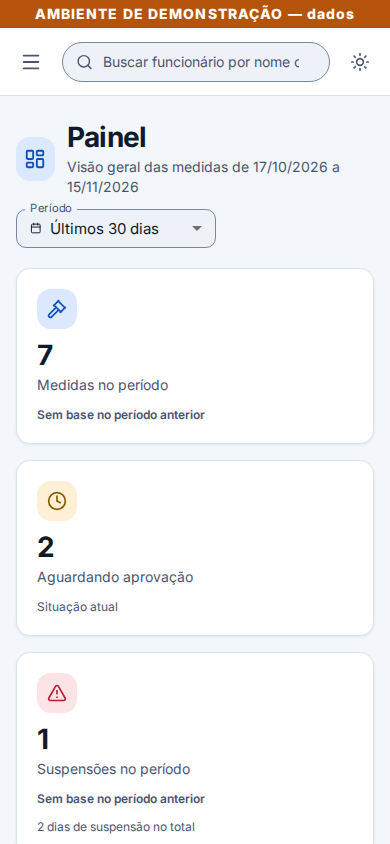 AMBIENTE DE DEMONSTRAÇÃO — dados
Buscar funcionário por nome
Painel
Visão geral das medidas de 17/10/2026 a
15/11/2026
Período
Últimos 30 dias
7
Medidas no período
Sem base no período anterior
2
Aguardando aprovação
Situação atual
1
Suspensões no período
Sem base no período anterior
2 dias de suspensão no total